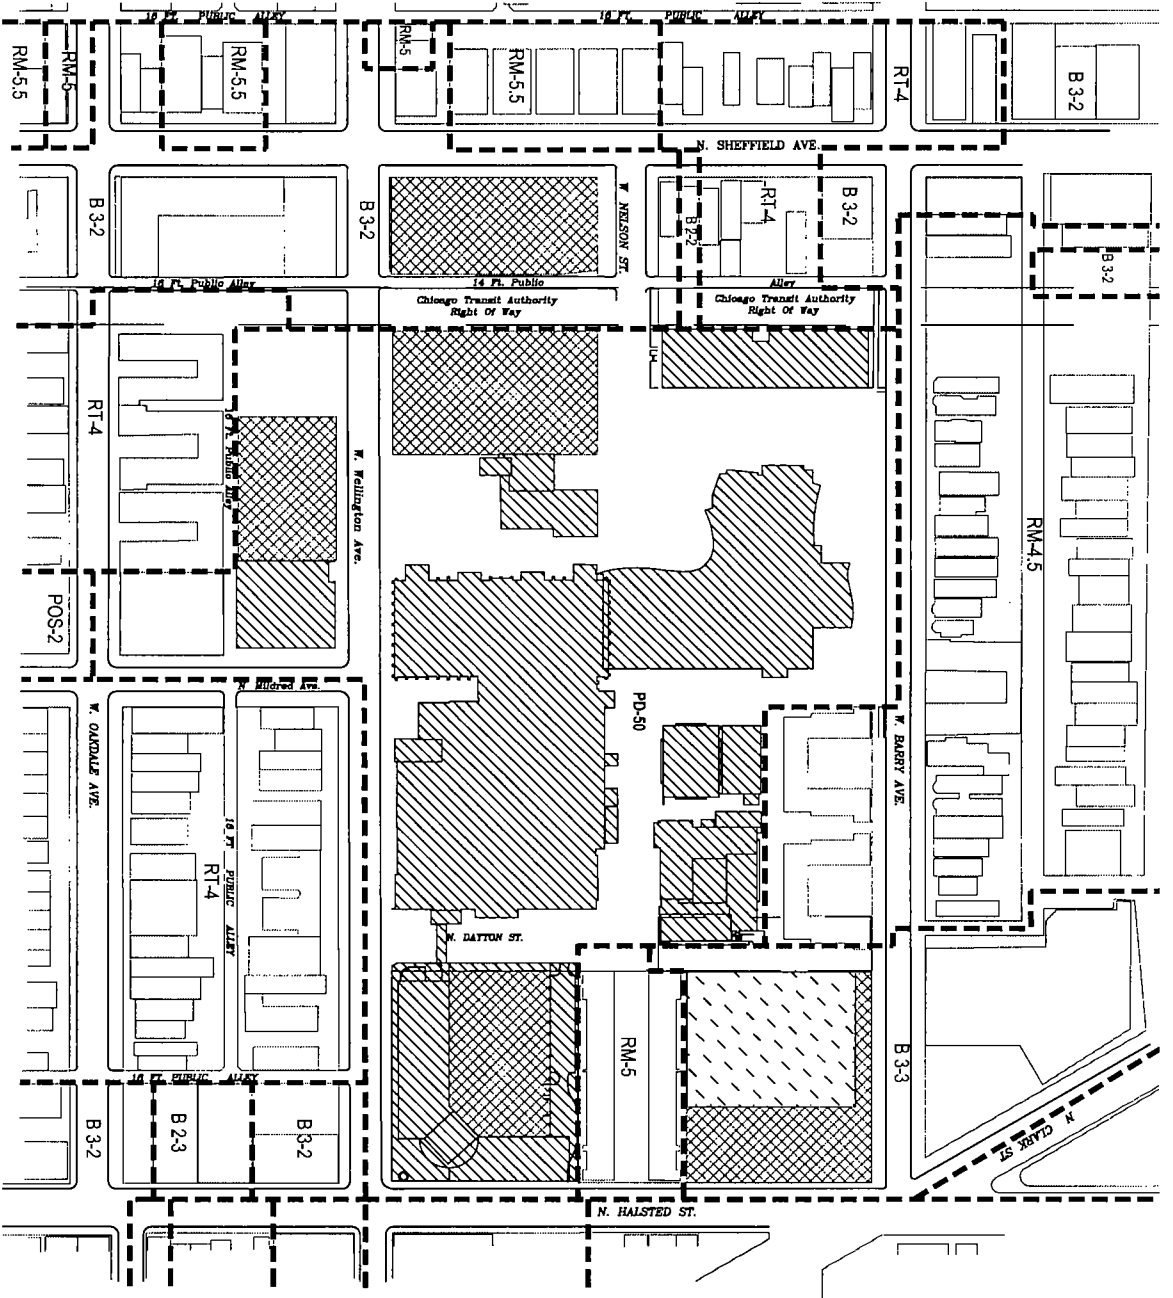 16 FT. PUBLIC ALLEY
16 FT. PUBLIC ALLEY
RM-5.5
RM-5
RM-5.5
RM-5
RM-5.5
RT-4
B 3-2
N. SHEFFIELD AVE.
B 3-2
B 3-2
W NELSON ST.
B 2-2
RT-4
B 3-2
B 3-2
16 Ft. Public Alley
14 Ft. Public
Alley
Chicago Transit Authority
Right Of Way
Chicago Transit Authority
Right Of Way
RT-4
16 Ft. Public Alley
W. Wellington Ave.
RM-4.5
POS-2
N Mildred Ave.
PD-50
W. OAKDALE AVE.
W. BARRY AVE.
16 FT PUBLIC ALLEY
RT-4
N. DAYTON ST.
RM-5
B 3-3
16 FT. PUBLIC ALLEY
B 3-2
B 2-3
B 3-2
N CLARK ST
N. HALSTED ST.